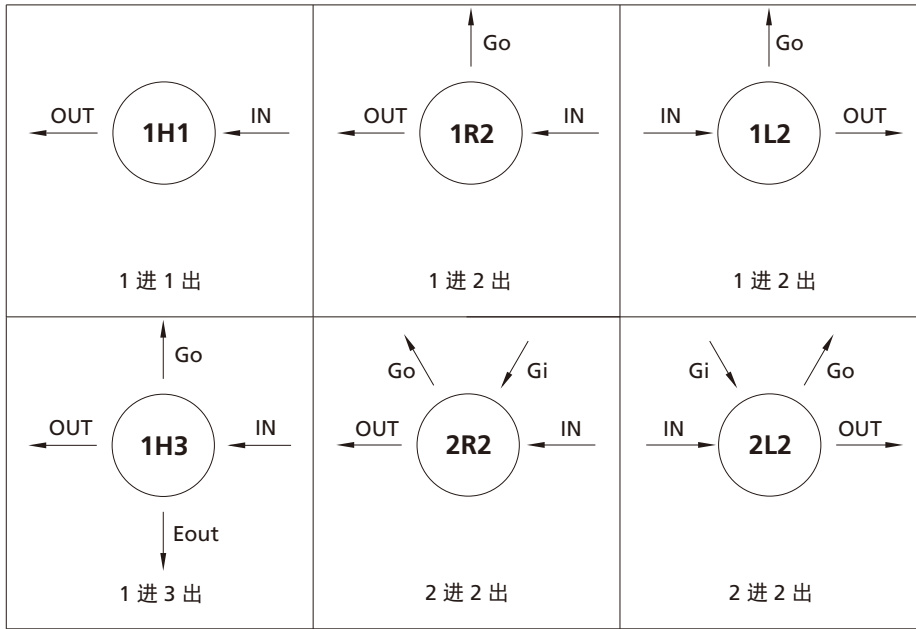 OUT 1H1 IN
1 进 1 出
Go
OUT 1R2 IN
1 进 2 出
Go
IN 1L2 OUT
1 进 2 出
Go
OUT 1H3 IN
Eout
1 进 3 出
Go Gi
OUT 2R2 IN
2 进 2 出
Gi Go
IN 2L2 OUT
2 进 2 出